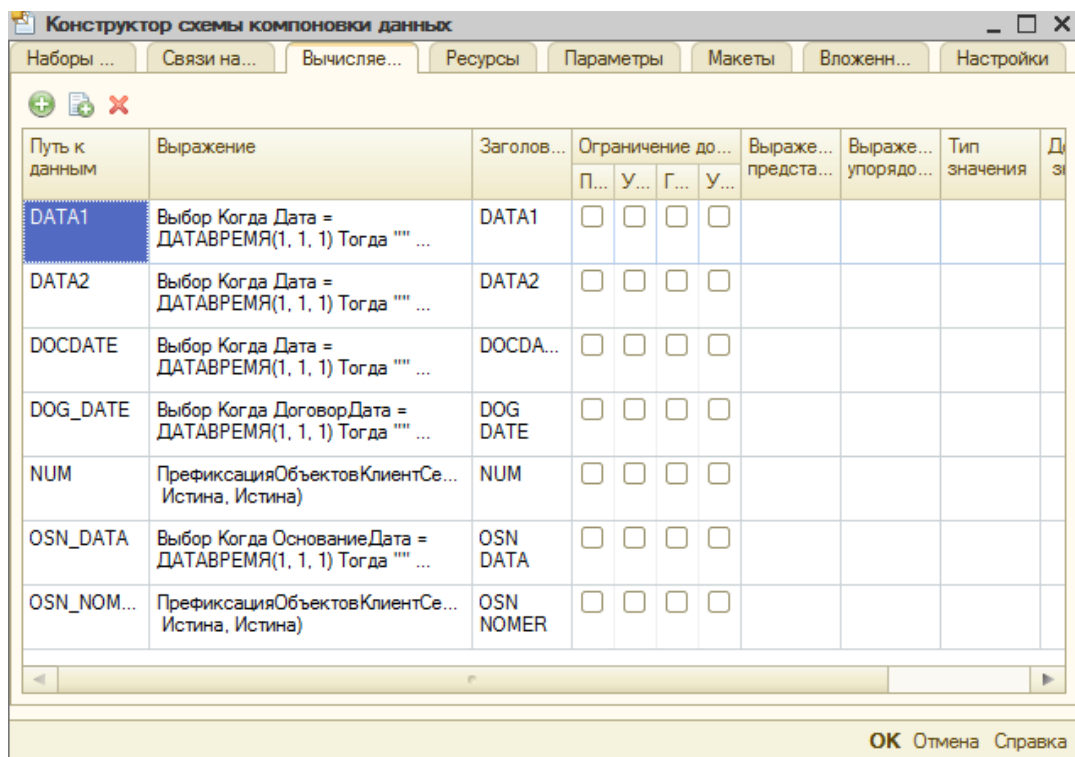 Конструктор схемы компоновки данных
Наборы ... Связи на... Вычисляе... Ресурсы Параметры Макеты Вложенн... Настройки
Путь к данным Выражение Заголов... Ограничение до... Выраже... предста... Выраже... упорядо... Тип значения
П... У... Г... У...
DATA1 Выбор Когда Дата = DATA1
ДАТАВРЕМЯ(1, 1, 1) Тогда "" ...
DATA2 Выбор Когда Дата = DATA2
ДАТАВРЕМЯ(1, 1, 1) Тогда "" ...
DOCDATE Выбор Когда Дата = DOCDA...
ДАТАВРЕМЯ(1, 1, 1) Тогда "" ...
DOG_DATE Выбор Когда ДоговорДата = DOG
ДАТАВРЕМЯ(1, 1, 1) Тогда "" ... DATE
NUM ПрефиксацияОбъектовКлиентСе... NUM
Истина, Истина)
OSN_DATA Выбор Когда ОснованиеДата = OSN
ДАТАВРЕМЯ(1, 1, 1) Тогда "" ... DATA
OSN_NOM... ПрефиксацияОбъектовКлиентСе... OSN
Истина, Истина) NOMER
OK Отмена Справка